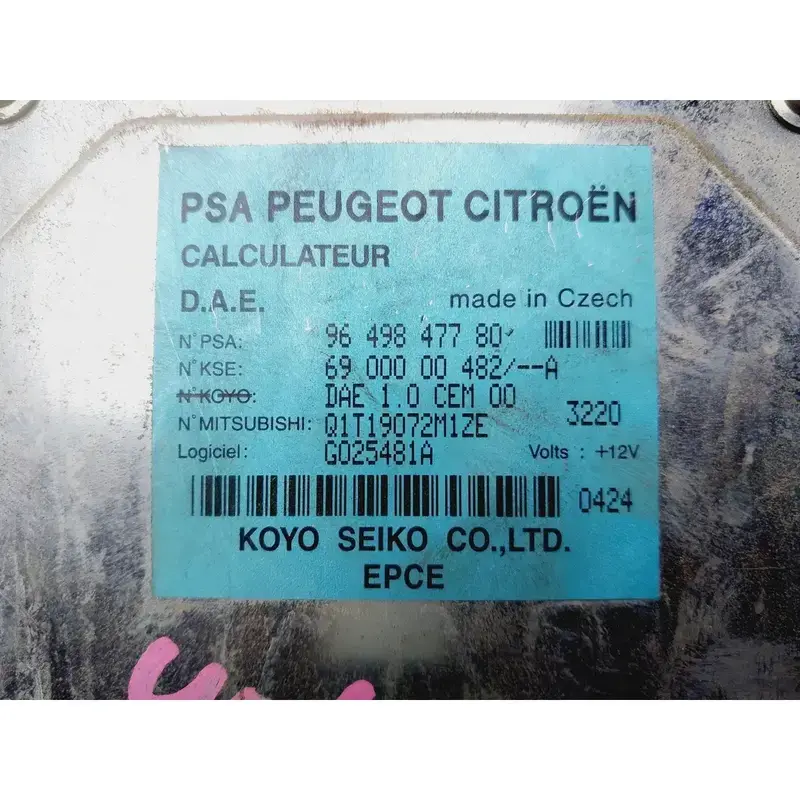 PSA PEUGEOT CITROËN
CALCULATEUR
D.A.E. made in Czech
N°PSA: 96 498 477 80
N°KSE: 69 000 00 482/--A
N°KOYO: DAE 1.0 CEM 00
3220
N°MITSUBISHI: Q1T19072M1ZE
Logiciel: G025481A Volts : +12V
0424
KOYO SEIKO CO.,LTD.
EPCE